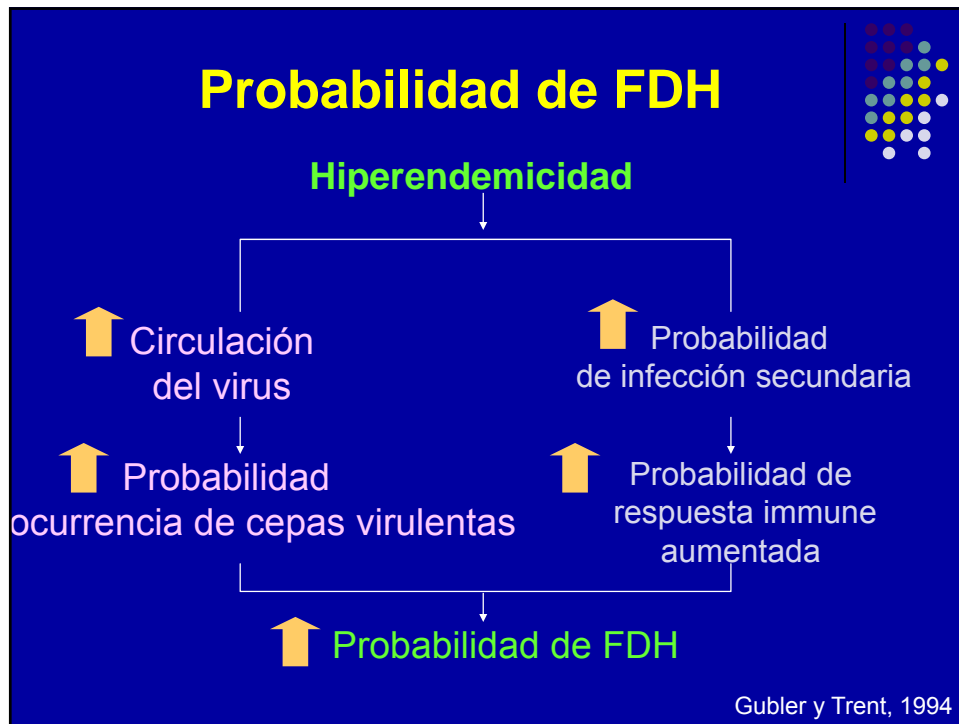 Probabilidad de FDH
Hiperendemicidad
Circulación
del virus
Probabilidad
de infección secundaria
Probabilidad
ocurrencia de cepas virulentas
Probabilidad de
respuesta immune
aumentada
Probabilidad de FDH
Gubler y Trent, 1994